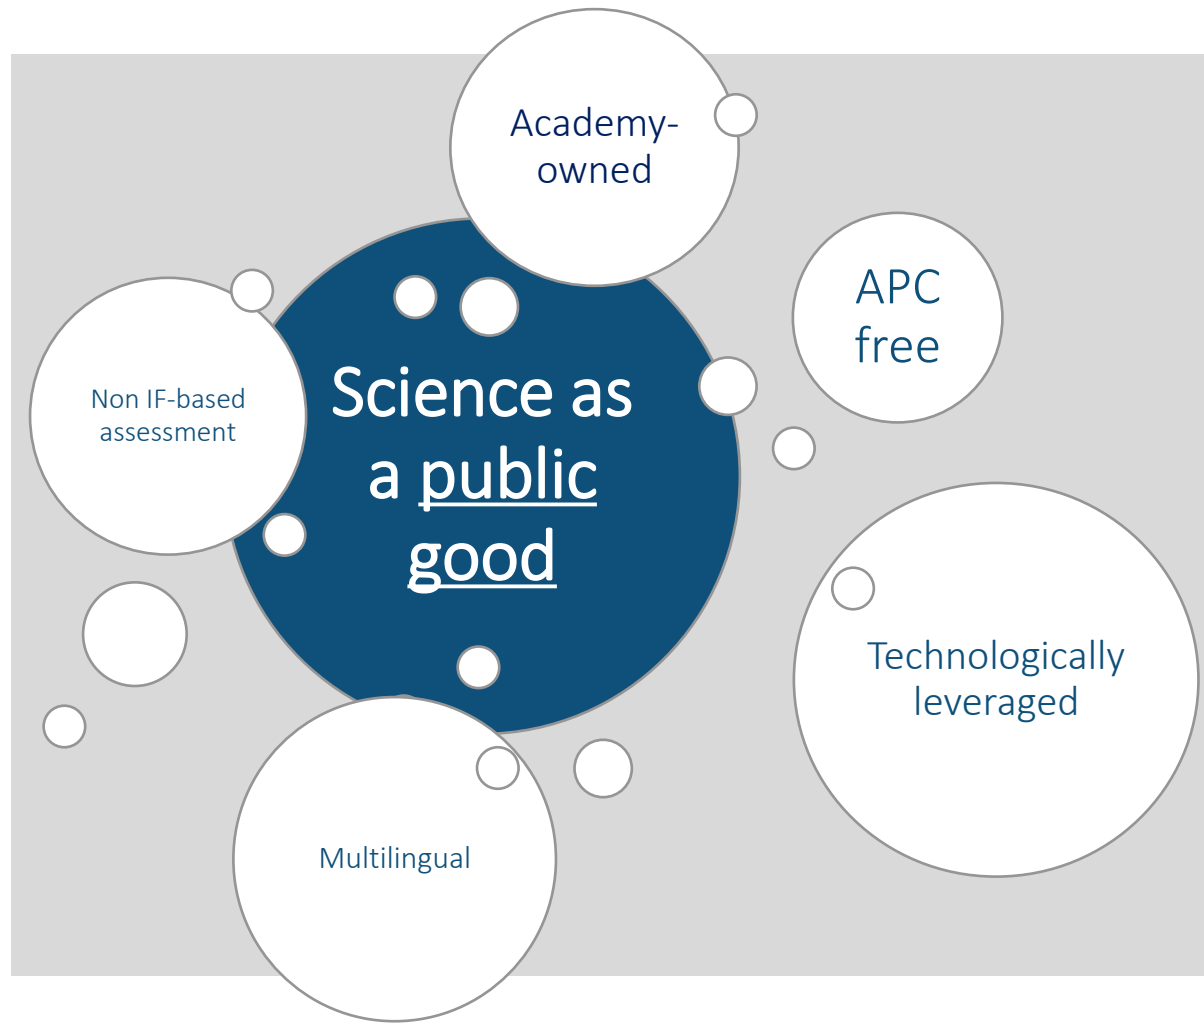 Academy-
owned
APC
free
Non IF-based
assessment
Science as
a public
good
Technologically
leveraged
Multilingual